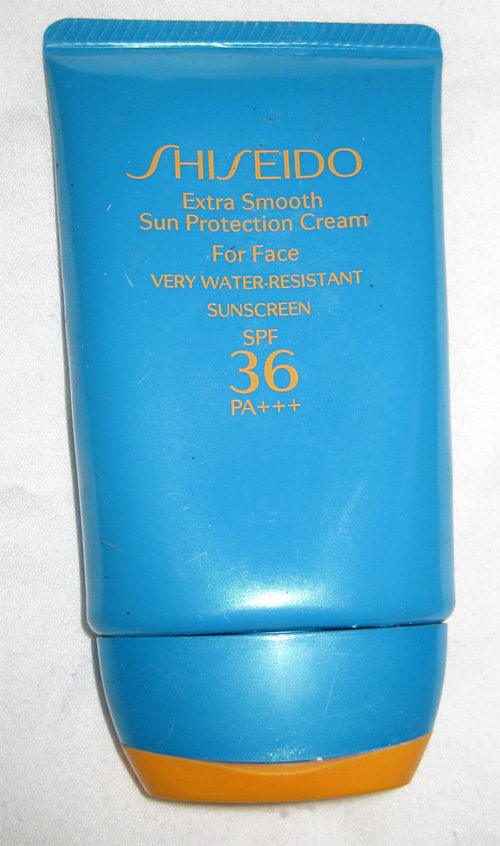 SHISEIDO
Extra Smooth
Sun Protection Cream
For Face
VERY WATER-RESISTANT
SUNSCREEN
SPF
36
PA+++